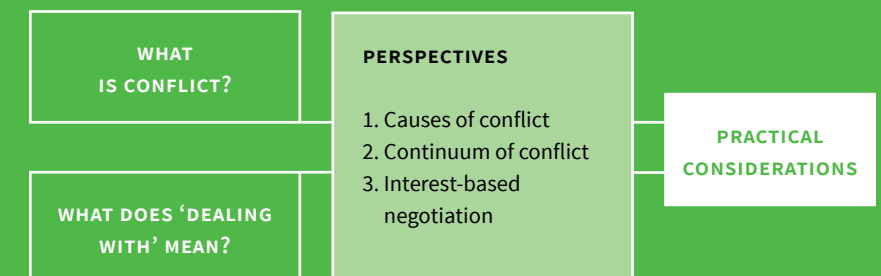 WHAT
IS CONFLICT?
WHAT DOES ‘DEALING
WITH’ MEAN?
PERSPECTIVES
1. Causes of conflict
2. Continuum of conflict
3. Interest-based
negotiation
PRACTICAL
CONSIDERATIONS